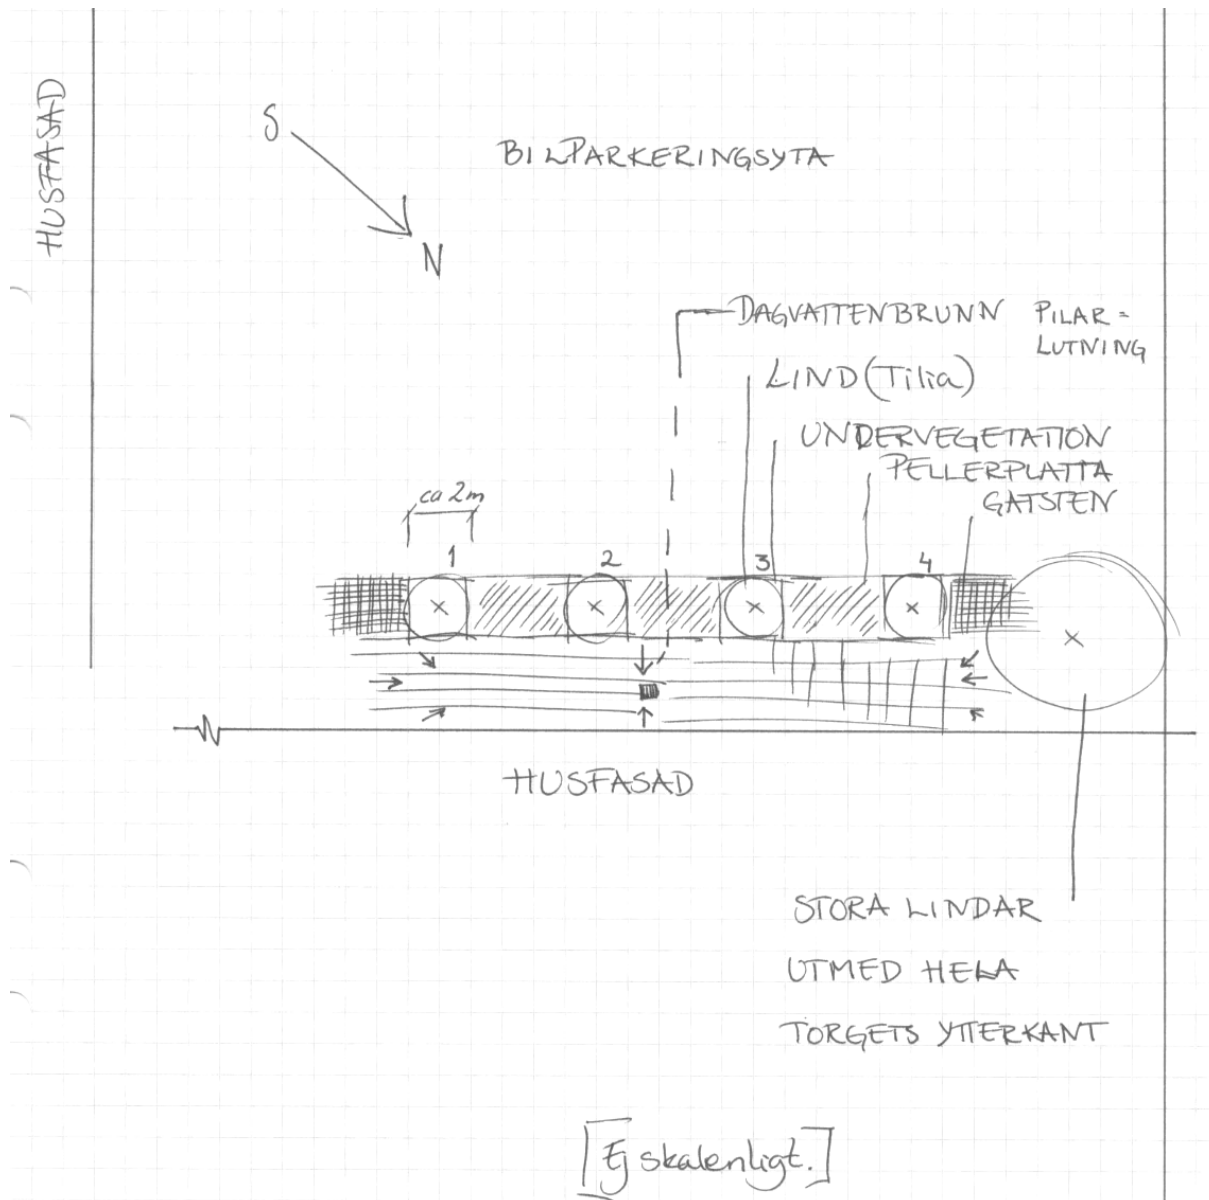 HUSFASAD
S
N
BILPARKERINGSYTA
DAGVATTENBRUNN
PILAR =
LUTNING
LIND (Tilia)
UNDERVEGETATION
PELLERPLATTA
GATSTEN
ca 2m
1 2 3 4
HUSFASAD
STORA LINDAR
UTMED HELA
TORGETS YTTERKANT
[Ej skalenligt.]